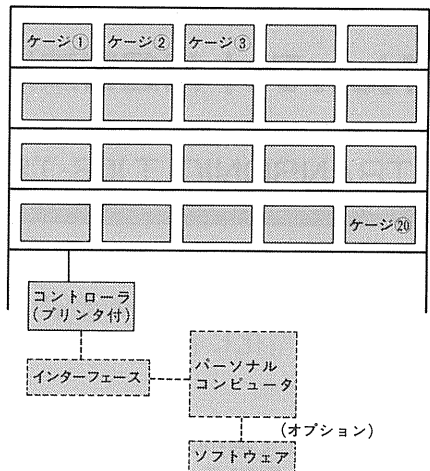 ケージ① ケージ② ケージ③
ケージ⑳
コントローラ
(プリンタ付)
インターフェース
パーソナル
コンピュータ
(オプション)
ソフトウェア